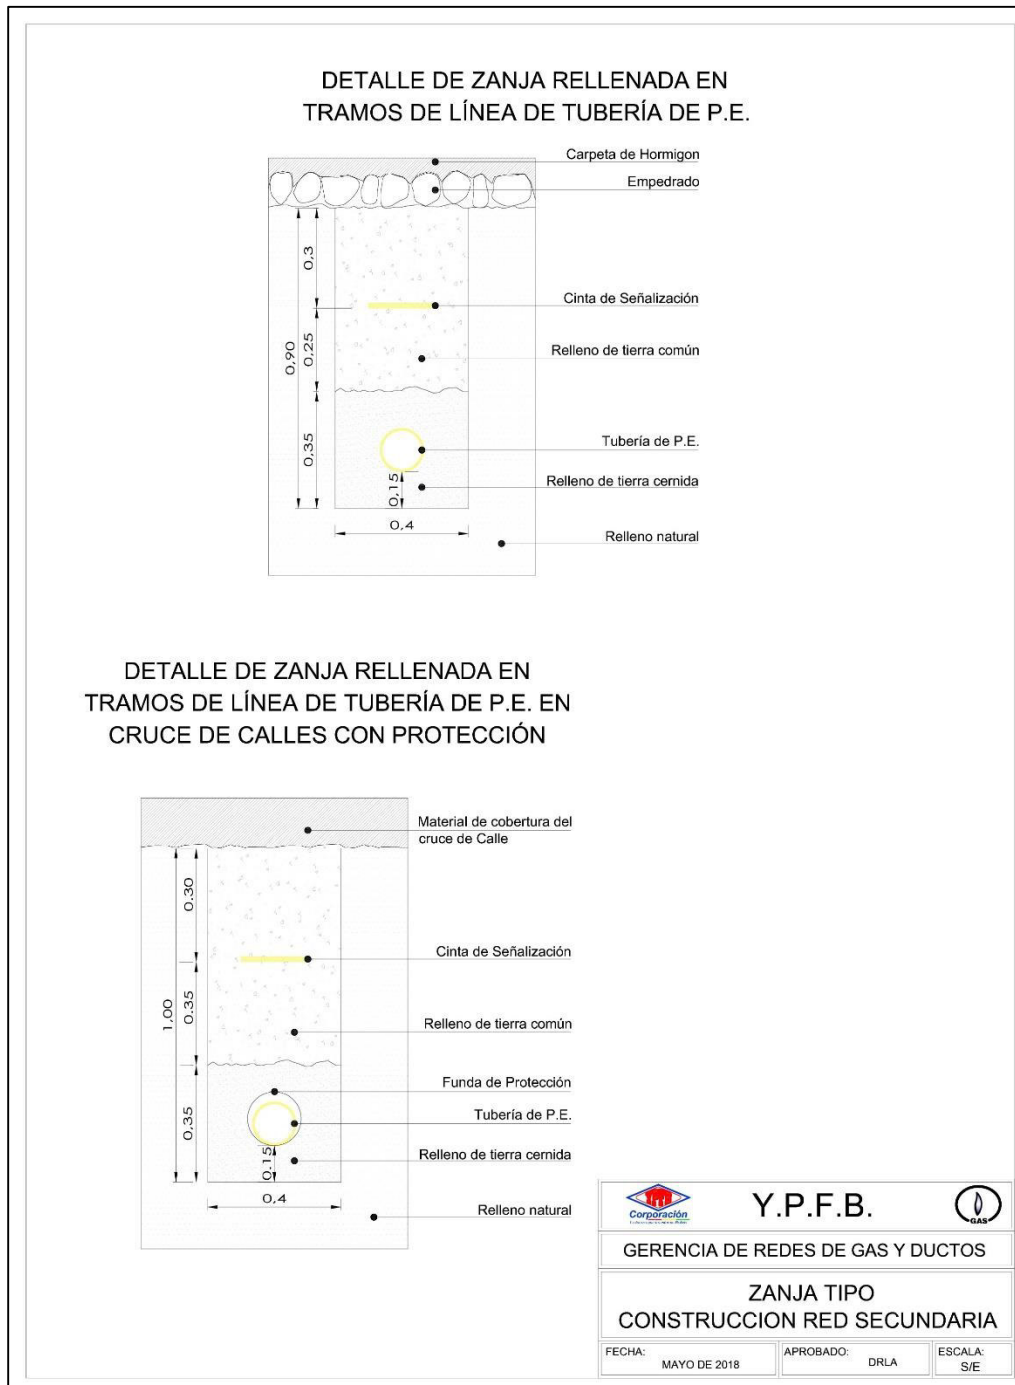 DETALLE DE ZANJA RELLENADA EN
TRAMOS DE LÍNEA DE TUBERÍA DE P.E.
Carpeta de Hormigon
Empedrado
0,3
Cinta de Señalización
0,25
0,90
Relleno de tierra común
0,35
Tubería de P.E.
0,15
Relleno de tierra cernida
0,4
Relleno natural
DETALLE DE ZANJA RELLENADA EN
TRAMOS DE LÍNEA DE TUBERÍA DE P.E. EN
CRUCE DE CALLES CON PROTECCIÓN
Material de cobertura del
cruce de Calle
0.30
Cinta de Señalización
0.35
1,00
Relleno de tierra común
Funda de Protección
0,35
Tubería de P.E.
0.15
Relleno de tierra cernida
0,4
Relleno natural
Corporación
Y.P.F.B.
GAS
GERENCIA DE REDES DE GAS Y DUCTOS
ZANJA TIPO
CONSTRUCCION RED SECUNDARIA
FECHA:
MAYO DE 2018
APROBADO:
DRLA
ESCALA:
S/E